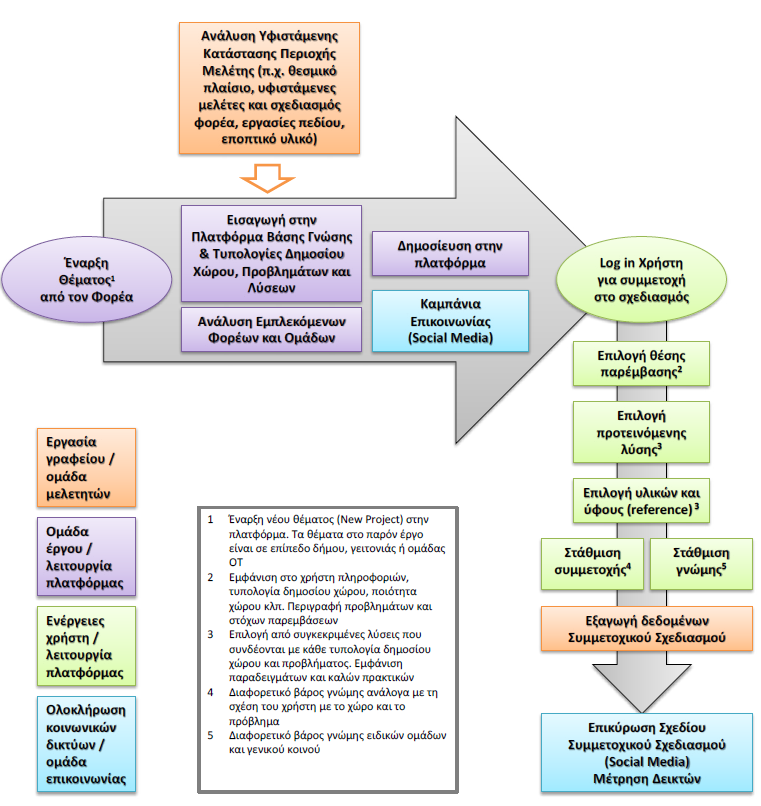 Ανάλυση Υφιστάμενης
Κατάστασης Περιοχής
Μελέτης (π.χ. θεσμικό
πλαίσιο, υφιστάμενες
μελέτες και σχεδιασμός
φορέα, εργασίες πεδίου,
εποπτικό υλικό)
Έναρξη
Θέματος¹
από τον Φορέα
Εισαγωγή στην
Πλατφόρμα Βάσης Γνώσης
& Τυπολογίες Δημοσίου
Χώρου, Προβλημάτων και
Λύσεων
Ανάλυση Εμπλεκόμενων
Φορέων και Ομάδων
Δημοσίευση στην
πλατφόρμα
Καμπάνια
Επικοινωνίας
(Social Media)
Log in Χρήστη
για συμμετοχή
στο σχεδιασμός
Επιλογή θέσης
παρέμβασης²
Επιλογή
προτεινόμενης
λύσης³
Επιλογή υλικών και
ύφους (reference) ³
Στάθμιση
συμμετοχής⁴
Στάθμιση
γνώμης⁵
Εξαγωγή δεδομένων
Συμμετοχικού Σχεδιασμού
Επικύρωση Σχεδίου
Συμμετοχικού Σχεδιασμού
(Social Media)
Μέτρηση Δεικτών
Εργασία
γραφείου /
ομάδα
μελετητών
Ομάδα
έργου /
λειτουργία
πλατφόρμας
Ενέργειες
χρήστη /
λειτουργία
πλατφόρμας
Ολοκλήρωση
κοινωνικών
δικτύων /
ομάδα
επικοινωνίας
1 Έναρξη νέου θέματος (New Project) στην
πλατφόρμα. Τα θέματα στο παρόν έργο
είναι σε επίπεδο δήμου, γειτονιάς ή ομάδας
ΟΤ
2 Εμφάνιση στο χρήστη πληροφοριών,
τυπολογία δημοσίου χώρου, ποιότητα
χώρου κλπ. Περιγραφή προβλημάτων και
στόχων παρεμβάσεων
3 Επιλογή από συγκεκριμένες λύσεις που
συνδέονται με κάθε τυπολογία δημοσίου
χώρου και προβλήματος. Εμφάνιση
παραδειγμάτων και καλών πρακτικών
4 Διαφορετικό βάρος γνώμης ανάλογα με τη
σχέση του χρήστη με το χώρο και το
πρόβλημα
5 Διαφορετικό βάρος γνώμης ειδικών ομάδων
και γενικού κοινού